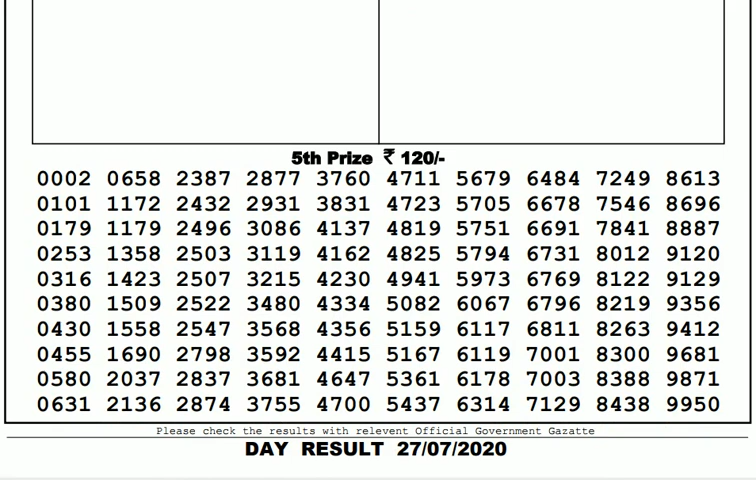 5th Prize ₹ 120/-
0002 0658 2387 2877 3760 4711 5679 6484 7249 8613
0101 1172 2432 2931 3831 4723 5705 6678 7546 8696
0179 1179 2496 3086 4137 4819 5751 6691 7841 8887
0253 1358 2503 3119 4162 4825 5794 6731 8012 9120
0316 1423 2507 3215 4230 4941 5973 6769 8122 9129
0380 1509 2522 3480 4334 5082 6067 6796 8219 9356
0430 1558 2547 3568 4356 5159 6117 6811 8263 9412
0455 1690 2798 3592 4415 5167 6119 7001 8300 9681
0580 2037 2837 3681 4647 5361 6178 7003 8388 9871
0631 2136 2874 3755 4700 5437 6314 7129 8438 9950
Please check the results with relevent Official Government Gazatte
DAY RESULT 27/07/2020